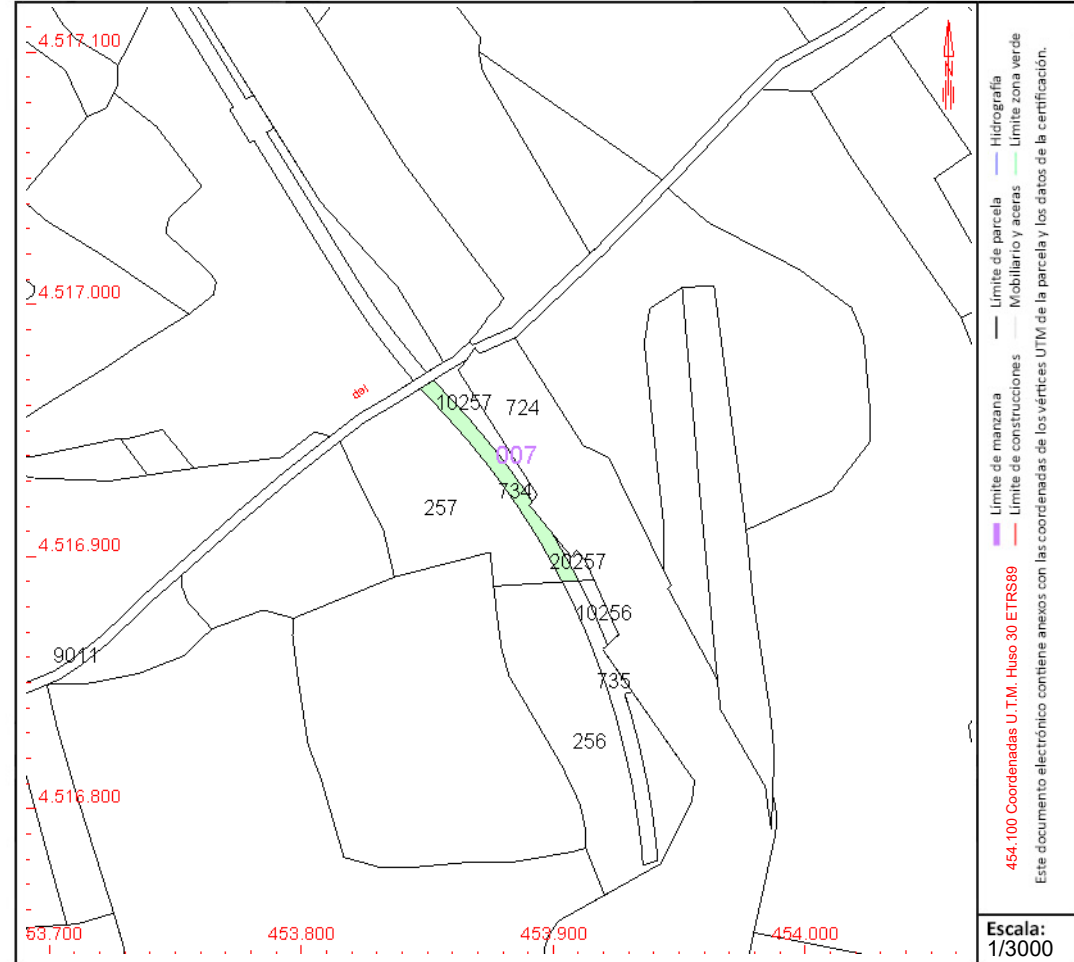 4.517.100
N
4.517.000
del
10257
724
007
734
257
4.516.900
20257
10256
9011
735
256
4.516.800
53.700
453.800
453.900
454.000
Límite de manzana
Límite de parcela
Hidrografía
Límite de construcciones
Mobiliario y aceras
Límite zona verde
454.100 Coordenadas U.T.M. Huso 30 ETRS89
Este documento electrónico contiene anexos con las coordenadas de los vértices UTM de la parcela y los datos de la certificación.
Escala:
1/3000